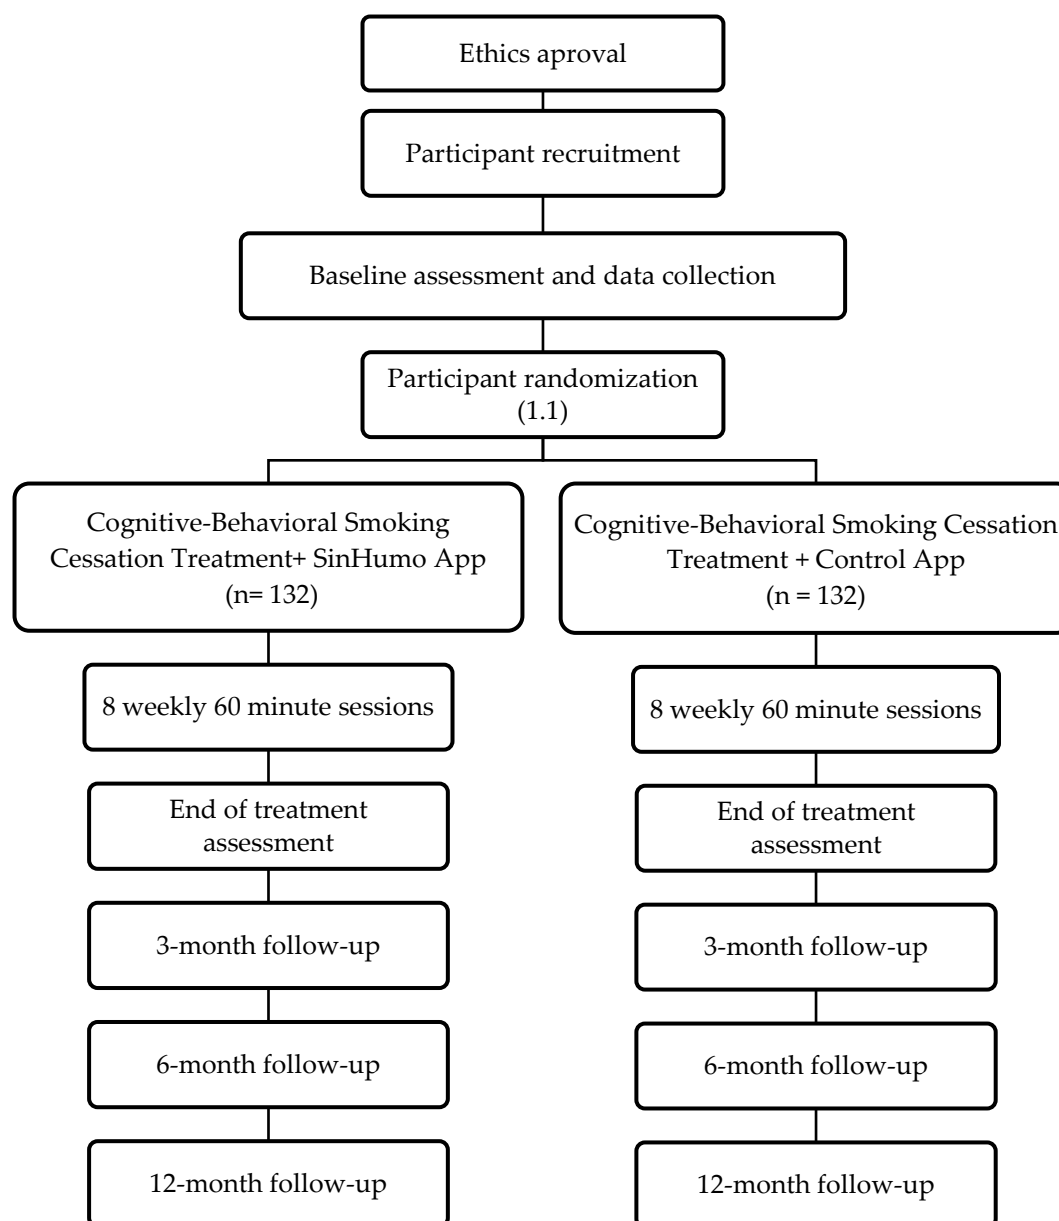 Ethics aproval
Participant recruitment
Baseline assessment and data collection
Participant randomization
(1.1)
Cognitive-Behavioral Smoking
Cessation Treatment+ SinHumo App
(n= 132)
Cognitive-Behavioral Smoking Cessation
Treatment + Control App
(n = 132)
8 weekly 60 minute sessions
8 weekly 60 minute sessions
End of treatment
assessment
End of treatment
assessment
3-month follow-up
3-month follow-up
6-month follow-up
6-month follow-up
12-month follow-up
12-month follow-up